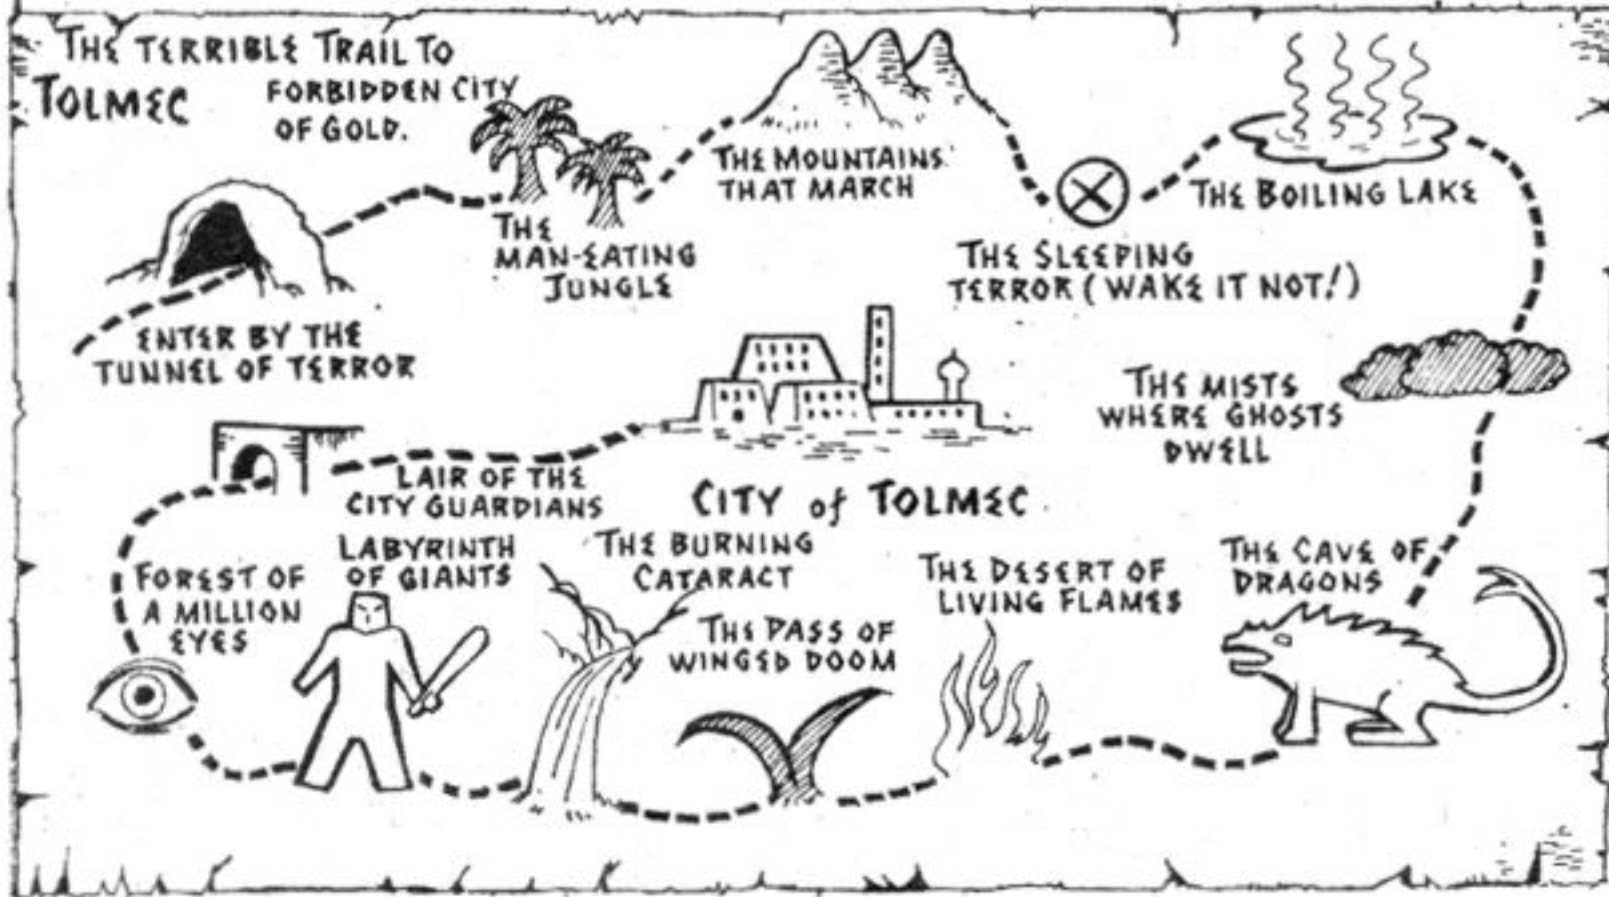 THE TERRIBLE TRAIL TO
TOLMEC FORBIDDEN CITY
OF GOLD.
ENTER BY THE
TUNNEL OF TERROR
THE
MAN-EATING
JUNGLE
THE MOUNTAINS
THAT MARCH
THE SLEEPING
TERROR (WAKE IT NOT!)
THE BOILING LAKE
THE MISTS
WHERE GHOSTS
DWELL
THE CAVE OF
DRAGONS
THE DESERT OF
LIVING FLAMES
THE PASS OF
WINGED DOOM
THE BURNING
CATARACT
LABYRINTH
OF GIANTS
FOREST OF
A MILLION
EYES
LAIR OF THE
CITY GUARDIANS
CITY of TOLMEC